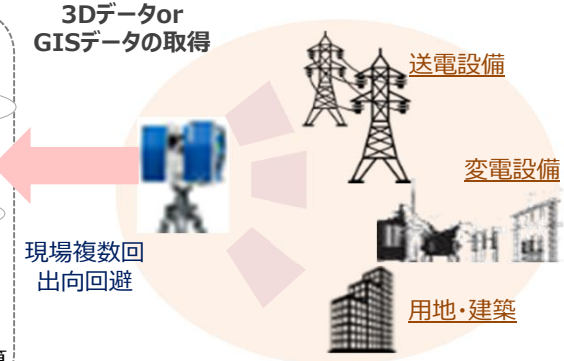 3Dデータor
GISデータの取得
送電設備
変電設備
現場複数回
出向回避
用地・建築